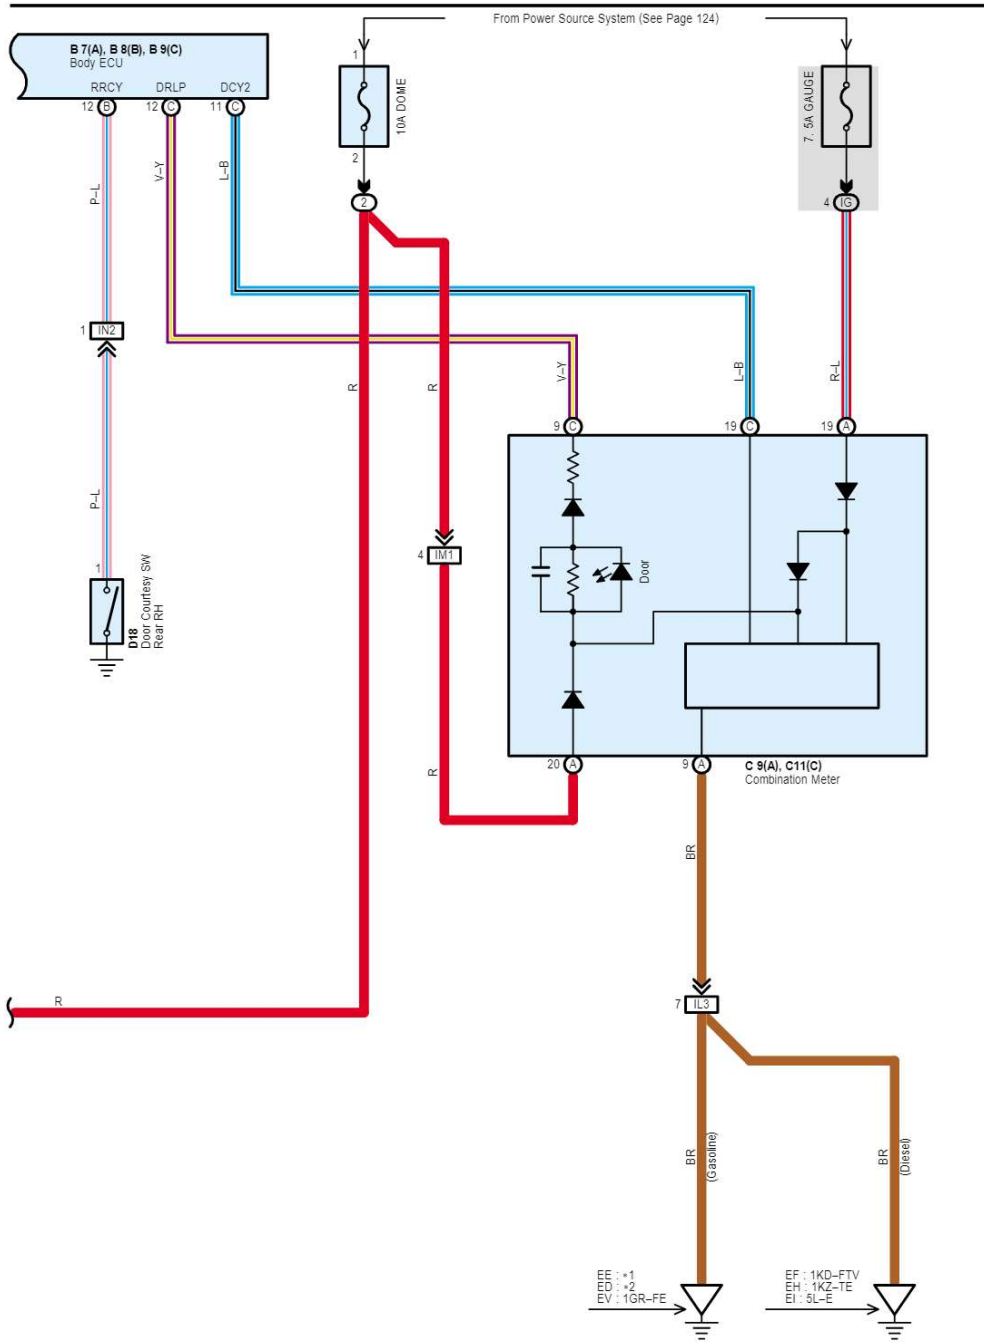 From Power Source System (See Page 124)
B 7(A), B 8(B), B 9(C)
Body ECU
RRCY
DRLP
DCY2
12
B
12
C
11
C
1
10A DOME
2
2
7. 5A GAUGE
4
IG
P–L
V–Y
L–B
1
IN2
R
R
V–Y
L–B
R–L
9
C
19
C
19
A
P–L
1
D18
Door Courtesy SW
Rear RH
4
IM1
Door
R
20
A
9
A
C 9(A), C11(C)
Combination Meter
BR
R
7
IL3
BR
(Gasoline)
BR
(Diesel)
EE : *1
ED : *2
EV : 1GR–FE
EF : 1KD–FTV
EH : 1KZ–TE
EI : 5L–E